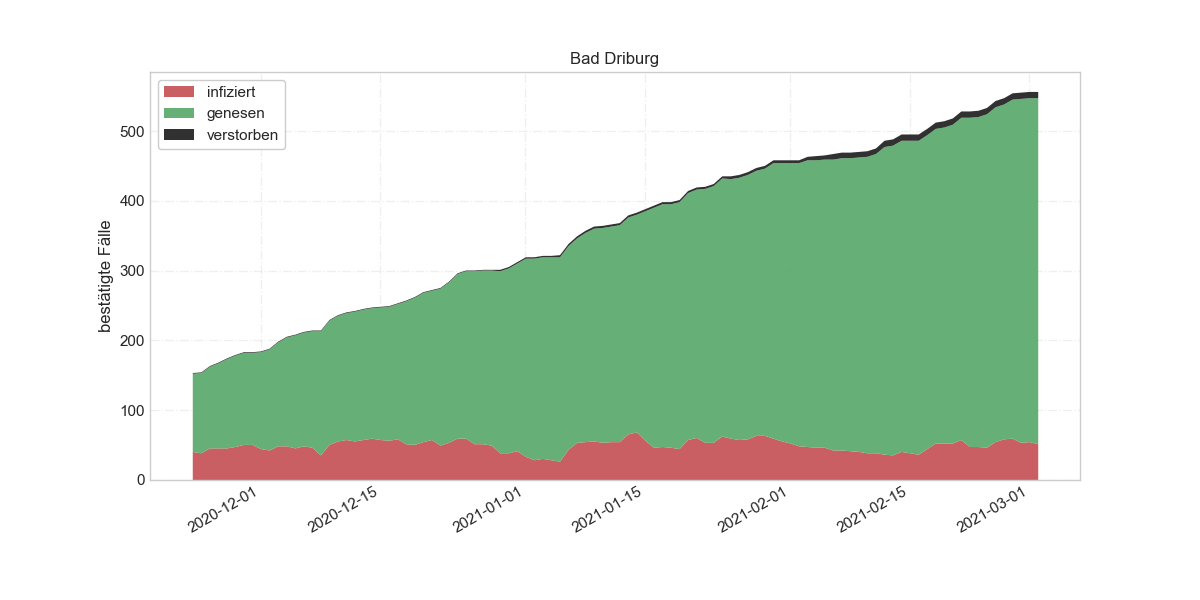 Bad Driburg
infiziert
genesen
verstorben
bestätigte Fälle
500
400
300
200
100
0
2020-12-01
2020-12-15
2021-01-01
2021-01-15
2021-02-01
2021-02-15
2021-03-01